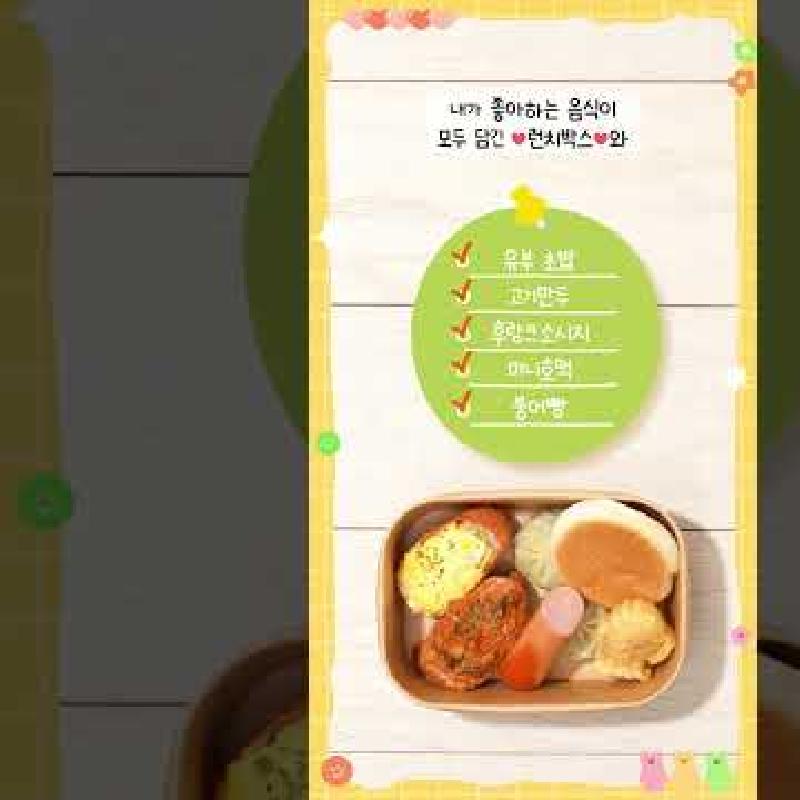 내가 좋아하는 음식이
모두 담긴 ♥런치박스♥와
유부 초밥
고기만두
후랑크소시지
미니호떡
붕어빵